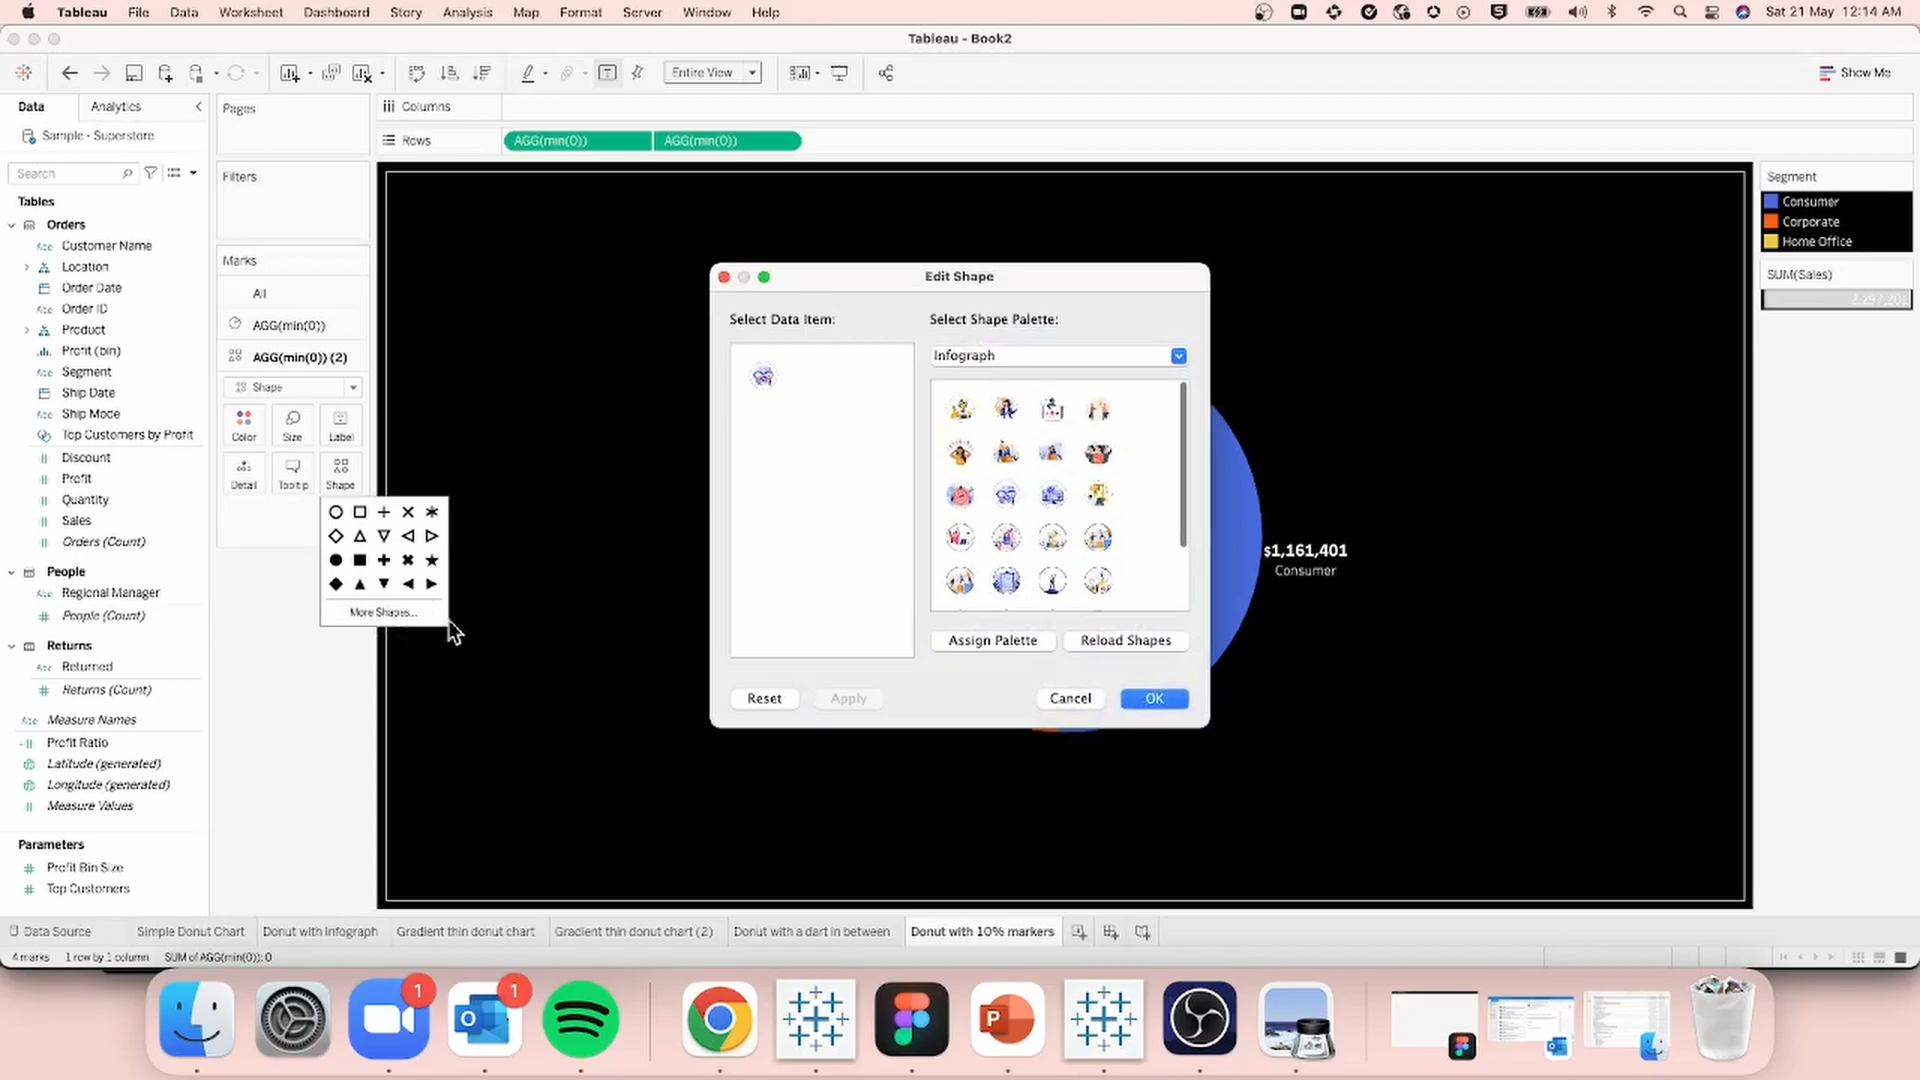 Tableau File Data Worksheet Dashboard Story Analysis Map Format Server Window Help Sat 21 May 12:14 AM
Tableau - Book2
Entire View Show Me
Data Analytics Pages Columns
Sample - Superstore
Rows AGG(min(0)) AGG(min(0))
Search
Filters
Segment
Tables
Consumer
Orders
Corporate
Customer Name
Home Office
Marks
Location
SUM(Sales)
Edit Shape
Order Date
All
2,297,201
Order ID
Select Data Item: Select Shape Palette:
Product
AGG(min(0))
Profit (bin)
AGG(min(0)) (2)
Infograph
Segment
Shape
Ship Date
Ship Mode
Color Size Label
Top Customers by Profit
Discount
Profit
Detail Tooltip Shape
Quantity
Sales
Orders (Count)
$1,161,401
Consumer
People
Regional Manager
More Shapes...
People (Count)
Assign Palette Reload Shapes
Returns
Returned
Returns (Count)
Reset Apply Cancel OK
Measure Names
Profit Ratio
Latitude (generated)
Longitude (generated)
Measure Values
Parameters
Profit Bin Size
Top Customers
Data Source Simple Donut Chart Donut with Infograph Gradient thin donut chart Gradient thin donut chart (2) Donut with a dart in between Donut with 10% markers
4 marks 1 row by 1 column SUM of AGG(min(0)): 0
1 1